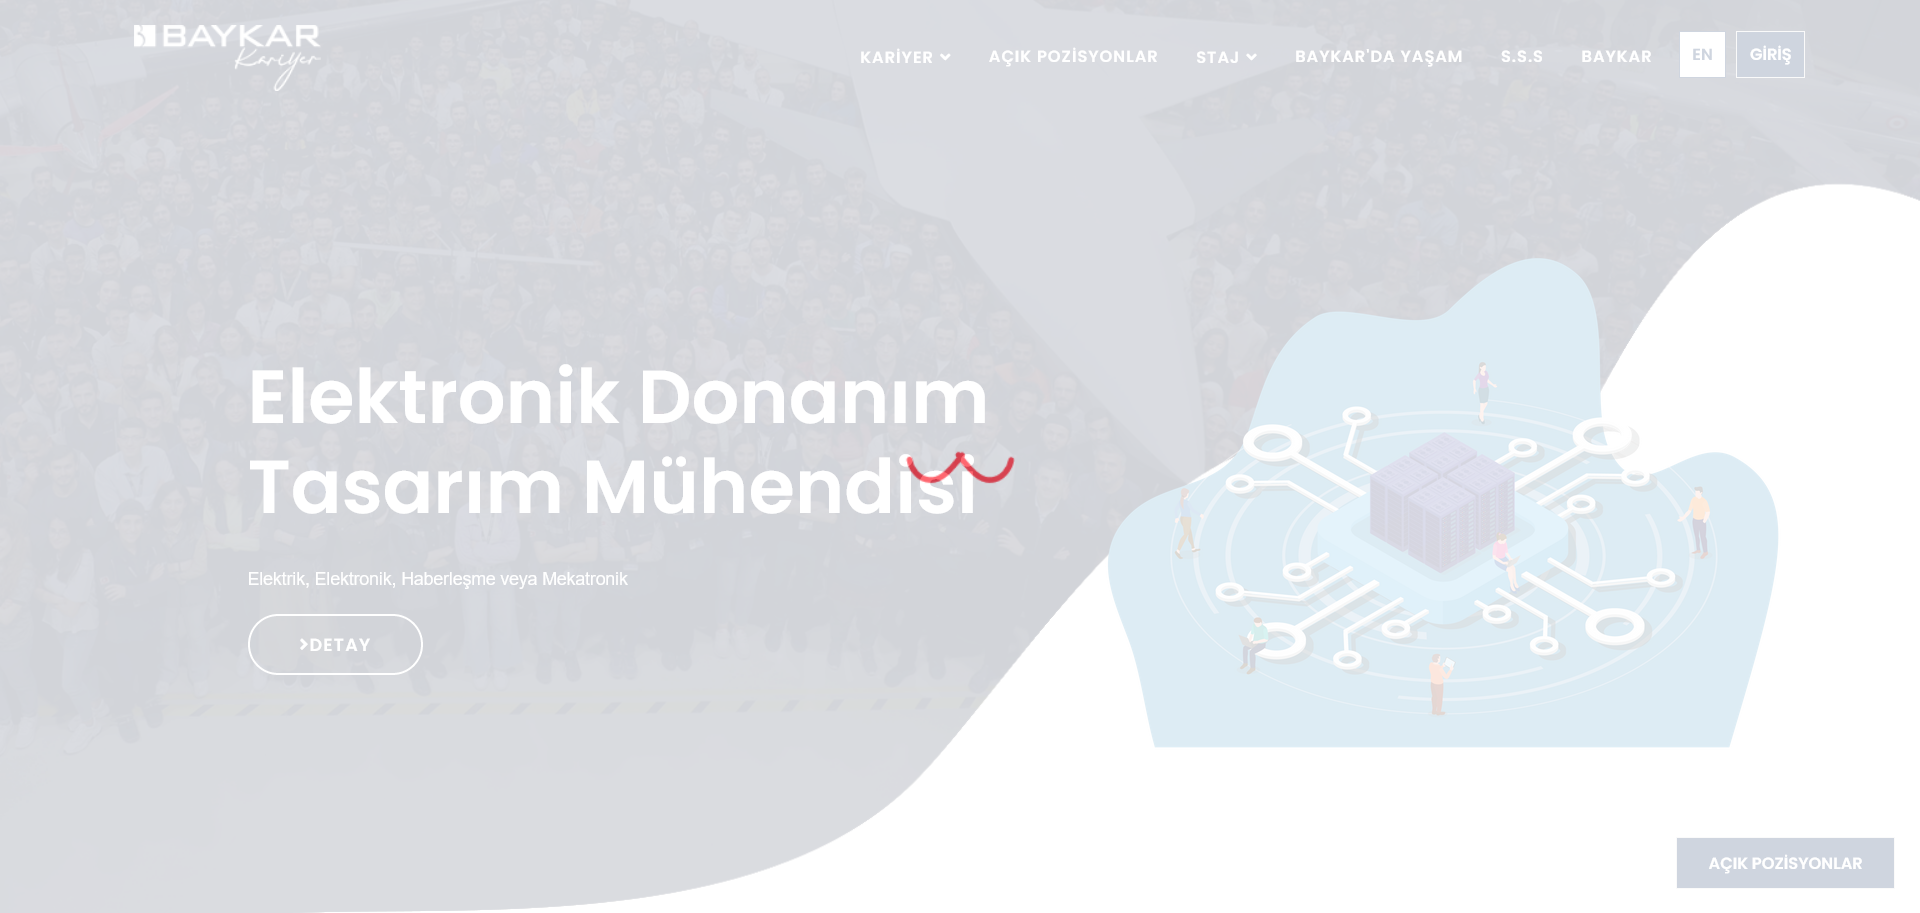 BAYKAR
Kariyer
KARİYER
AÇIK POZİSYONLAR
STAJ
BAYKAR'DA YAŞAM
S.S.S
BAYKAR
EN
GİRİŞ
Elektronik Donanım
Tasarım Mühendisi
Elektrik, Elektronik, Haberleşme veya Mekatronik
DETAY
AÇIK POZİSYONLAR